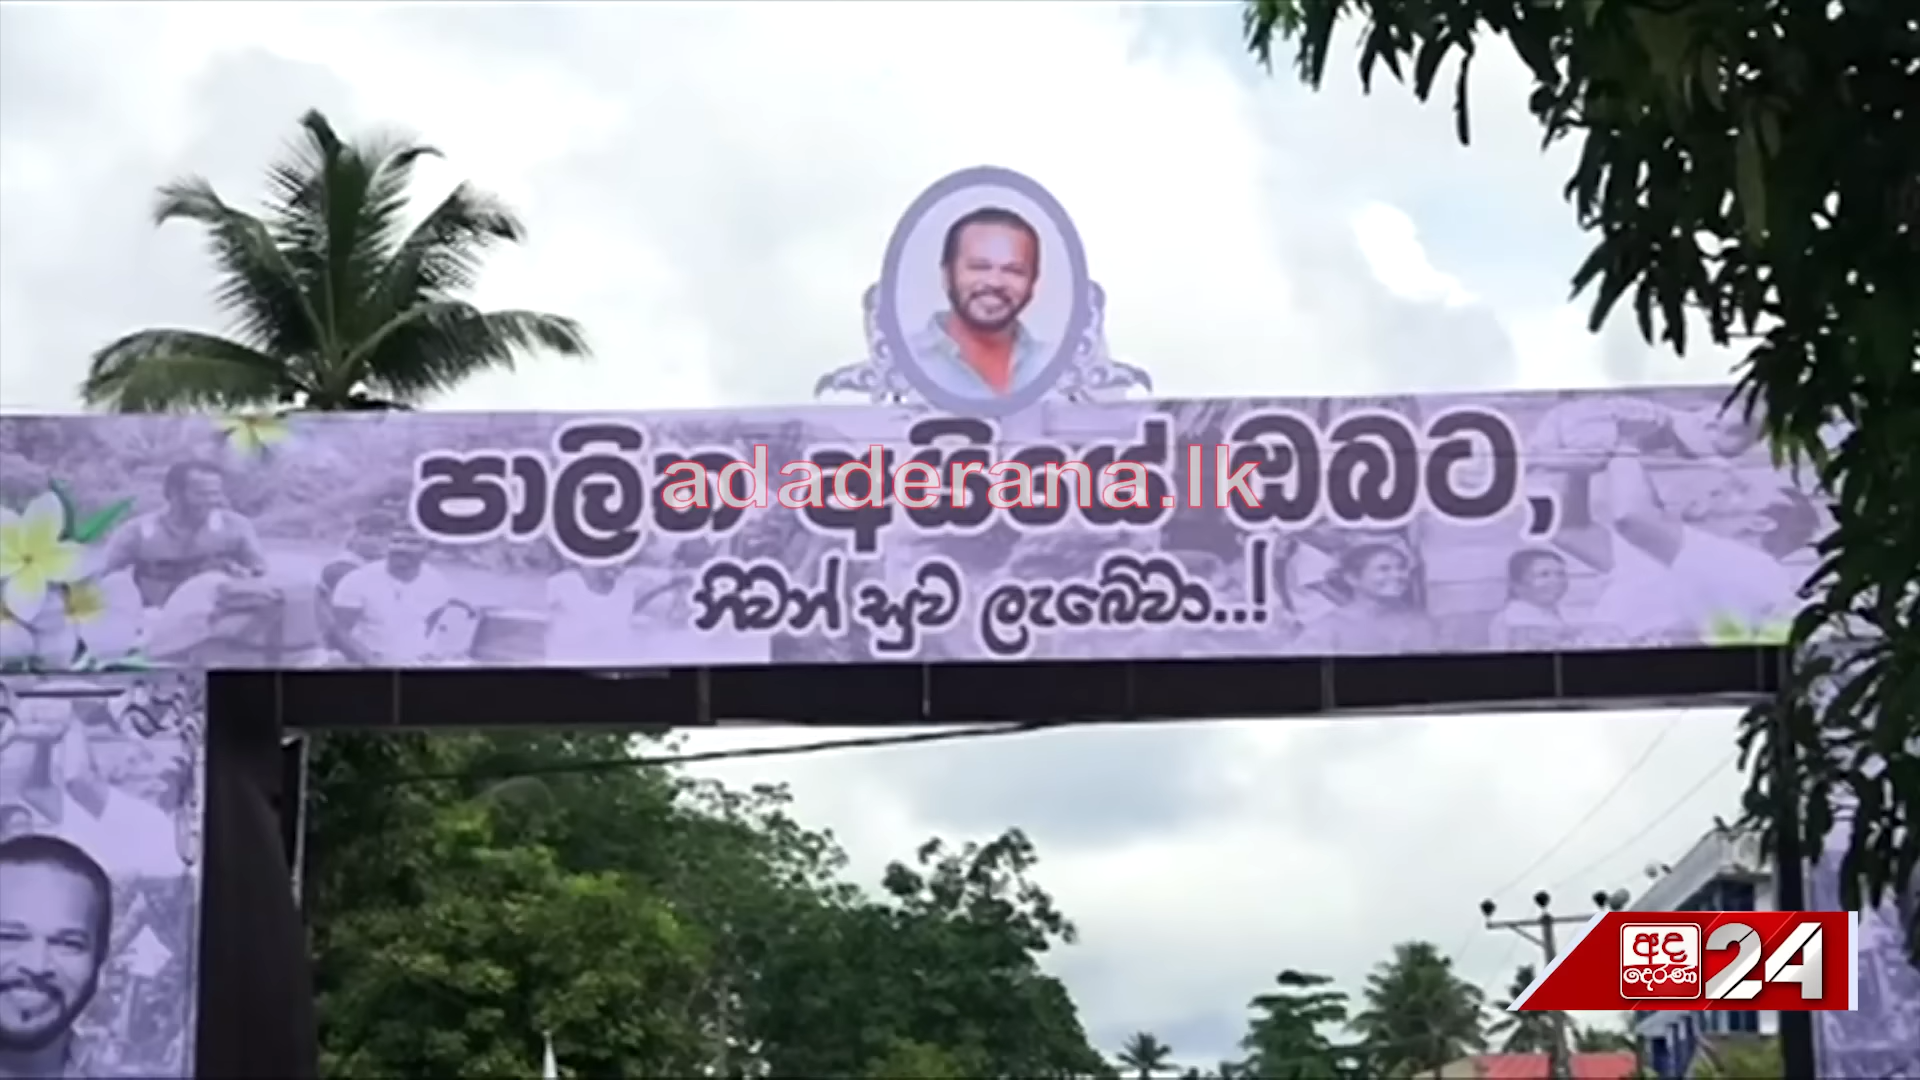 පාලිත අයියේ ඔබට,
adaderana.lk
නිවන් සුව ලැබේවා..!
අද
දෙරණ 24